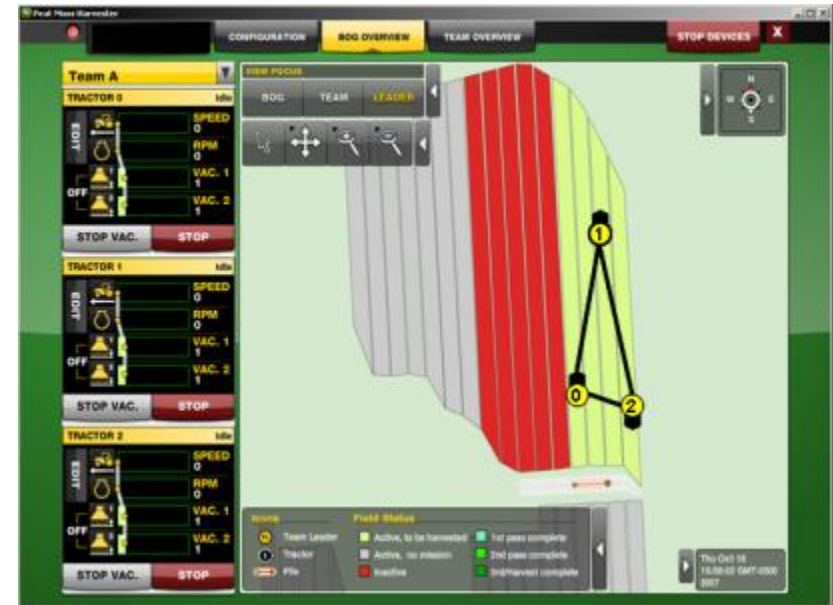 Peat Mass Harvester
CONFIGURATION
BOG OVERVIEW
TEAM OVERVIEW
STOP DEVICES
X
Team A
TRACTOR 0 Idle
EDIT
SPEED
0
RPM
0
VAC. 1
1
OFF
VAC. 2
1
STOP VAC. STOP
TRACTOR 1 Idle
EDIT
SPEED
0
RPM
0
VAC. 1
1
OFF
VAC. 2
1
STOP VAC. STOP
TRACTOR 2 Idle
EDIT
SPEED
0
RPM
0
VAC. 1
1
OFF
VAC. 2
1
STOP VAC. STOP
VIEW FOCUS
BOG TEAM LEADER
N
W E
S
1
0
2
Icons
Team Leader
Tractor
Pile
Field Status
Active, to be harvested
Active, no mission
Inactive
1st pass complete
2nd pass complete
3rd/harvest complete
Thu Oct 18
GMT-0500
2007